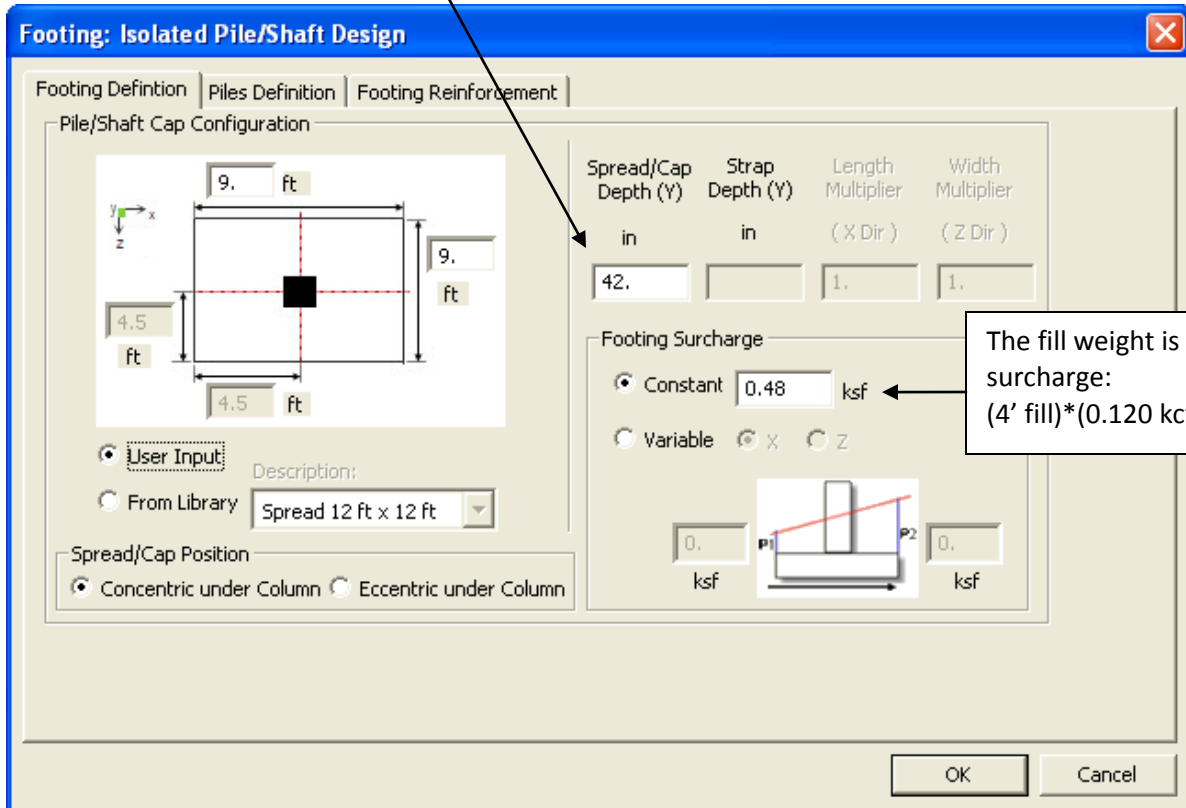 Footing: Isolated Pile/Shaft Design
Footing Defintion Piles Definition Footing Reinforcement
Pile/Shaft Cap Configuration
9. ft
y x
z
9.
ft
4.5
ft
4.5 ft
User Input
Description:
From Library Spread 12 ft x 12 ft
Spread/Cap Position
Concentric under Column Eccentric under Column
Spread/Cap Strap Length Width
Depth (Y) Depth (Y) Multiplier Multiplier
in in ( X Dir ) ( Z Dir )
42. 1. 1.
Footing Surcharge
Constant 0.48 ksf
Variable X Z
0. P1 P2 0.
ksf ksf
The fill weight is
surcharge:
(4' fill)*(0.120 kc
OK Cancel